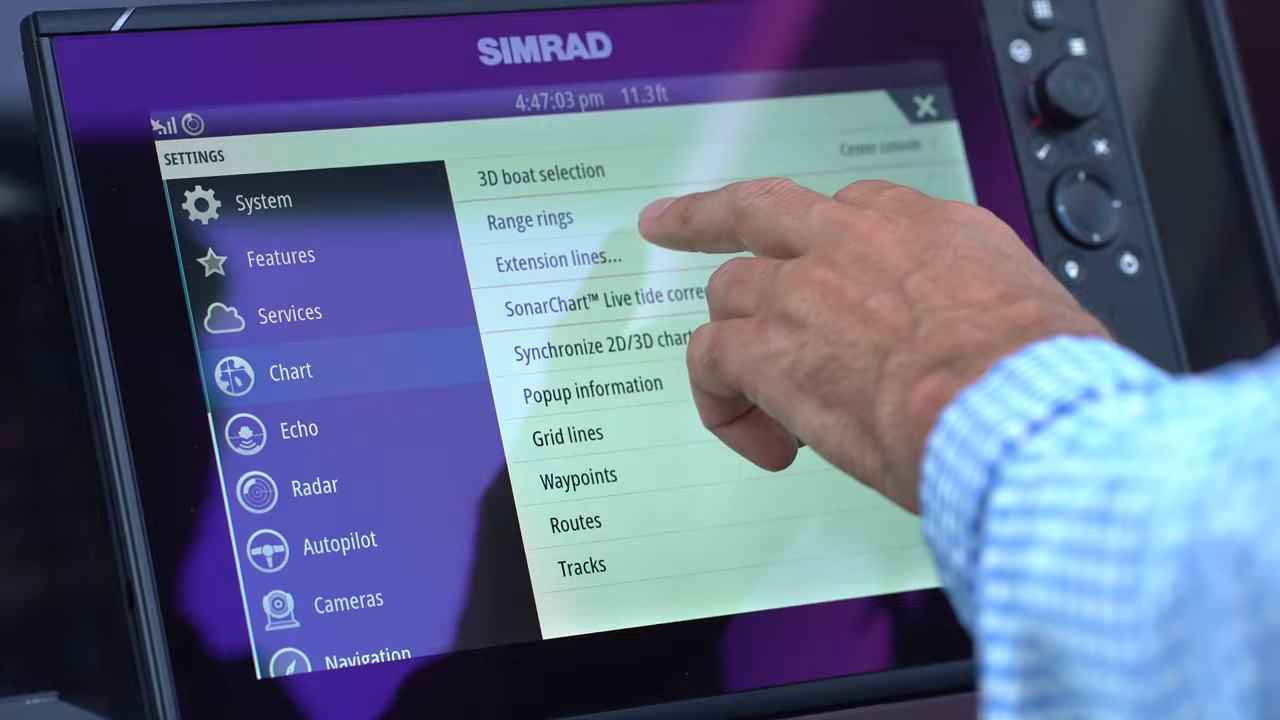 SIMRAD
4:47:03 pm 11.3ft
SETTINGS
System
Features
Services
Chart
Echo
Radar
Autopilot
Cameras
Navigation
3D boat selection Center console
Range rings
Extension lines...
SonarChart™ Live tide corre
Synchronize 2D/3D chart
Popup information
Grid lines
Waypoints
Routes
Tracks